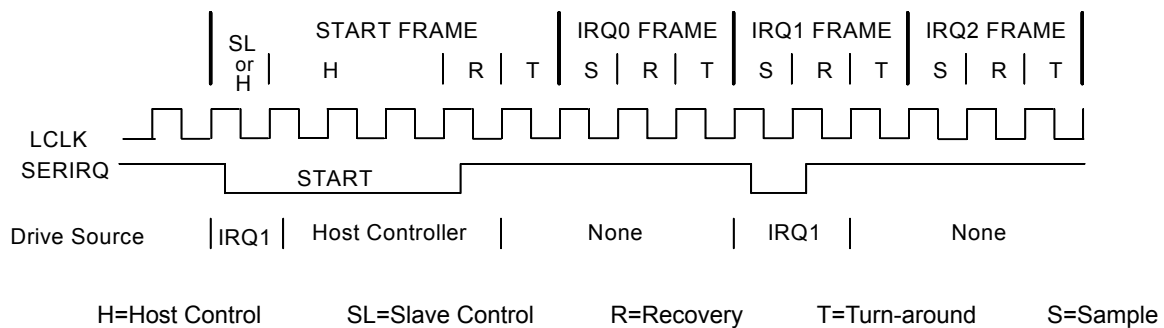 START FRAME IRQ0 FRAME IRQ1 FRAME IRQ2 FRAME
SL
or
H
H R T S R T S R T S R T
LCLK
SERIRQ
START
Drive Source IRQ1 Host Controller None IRQ1 None
H=Host Control SL=Slave Control R=Recovery T=Turn-around S=Sample